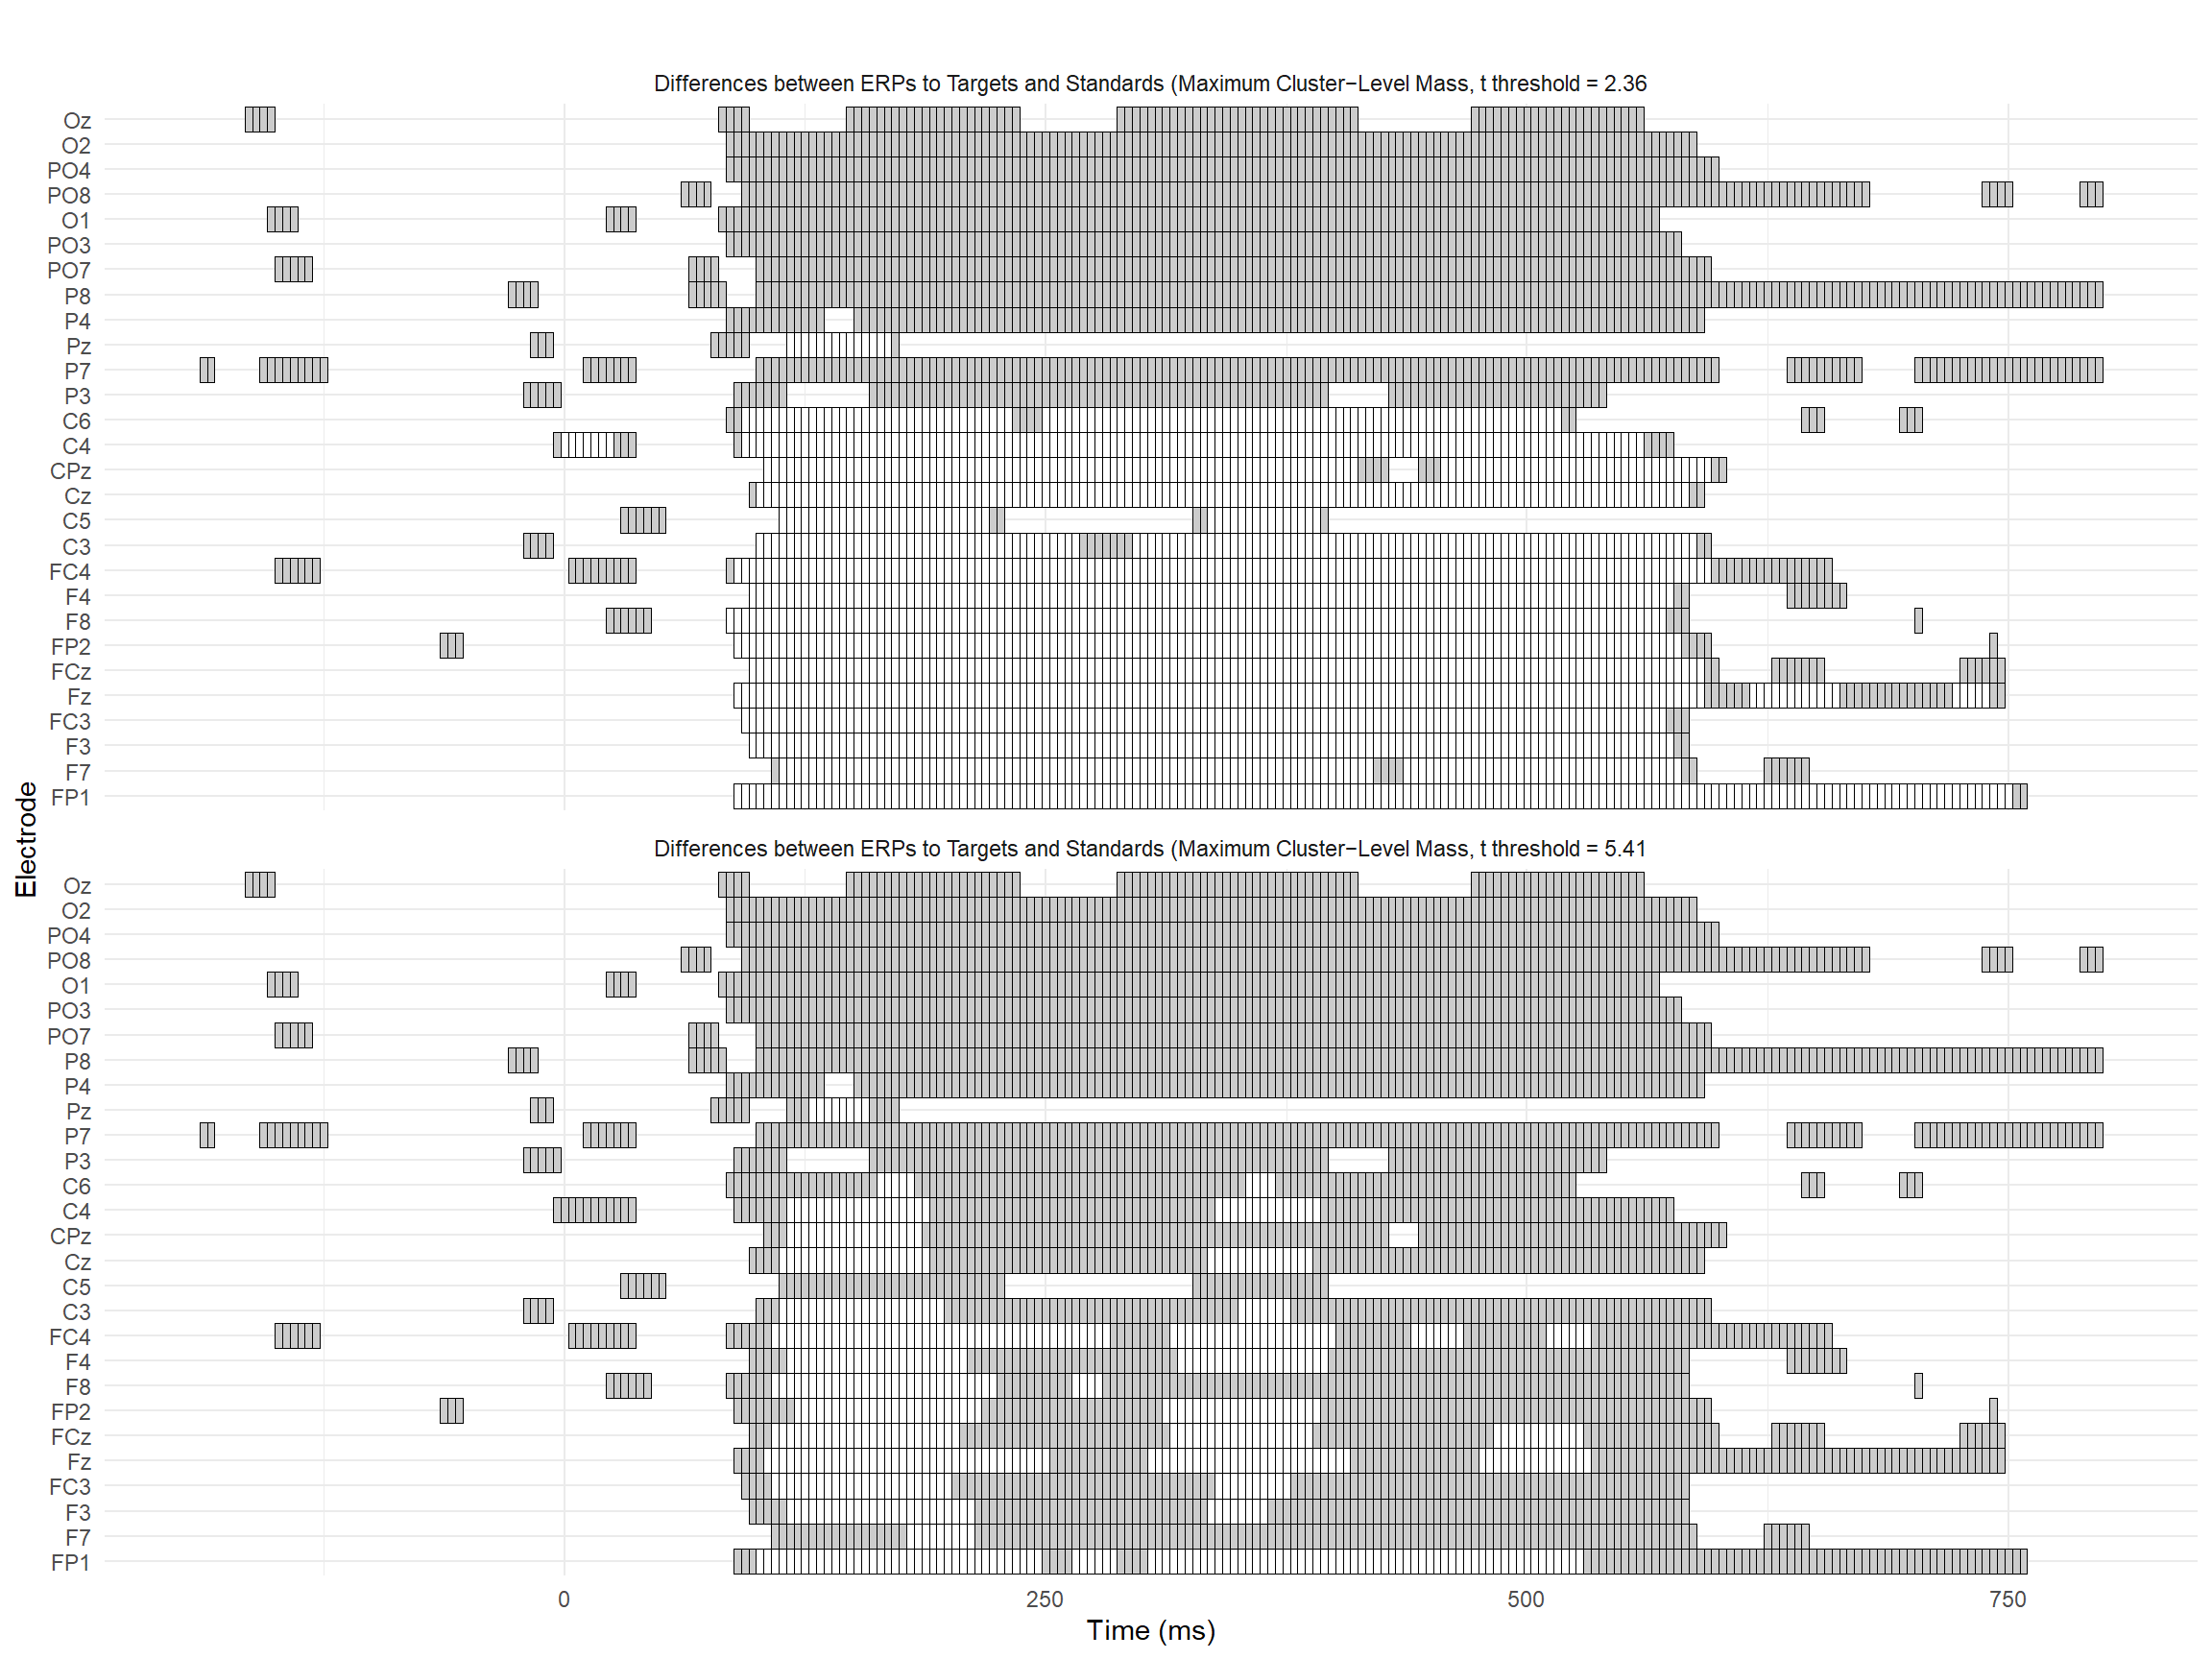 Differences between ERPs to Targets and Standards (Maximum Cluster−Level Mass, t threshold = 2.36
Oz
O2
PO4
PO8
O1
PO3
PO7
P8
P4
Pz
P7
P3
C6
C4
CPz
Cz
C5
C3
FC4
F4
F8
FP2
FCz
Fz
FC3
F3
F7
FP1
Electrode
Differences between ERPs to Targets and Standards (Maximum Cluster−Level Mass, t threshold = 5.41
Oz
O2
PO4
PO8
O1
PO3
PO7
P8
P4
Pz
P7
P3
C6
C4
CPz
Cz
C5
C3
FC4
F4
F8
FP2
FCz
Fz
FC3
F3
F7
FP1
0 250 500 750
Time (ms)